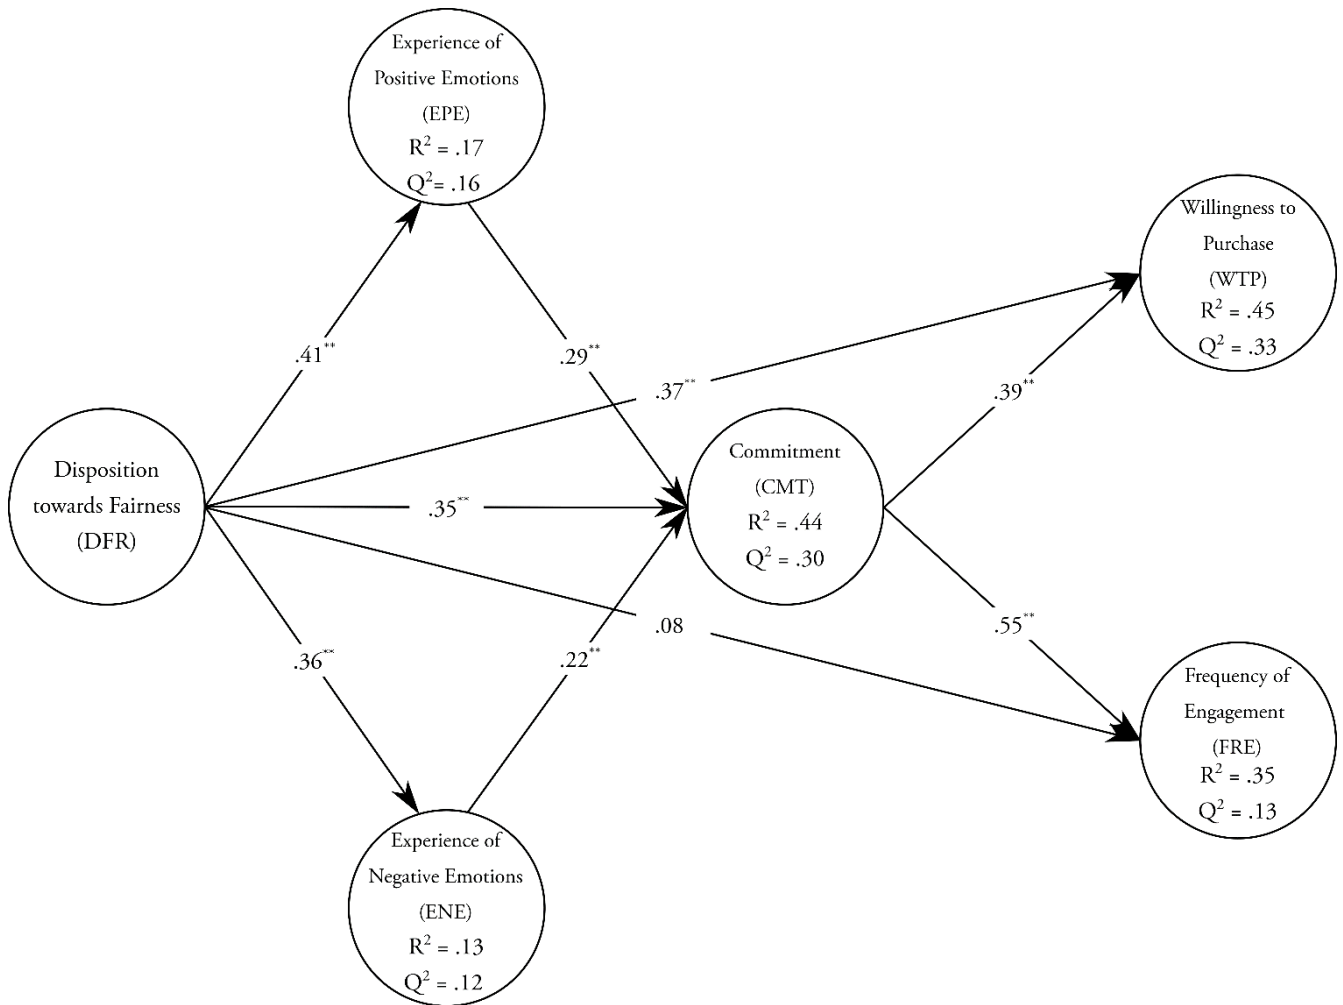 Experience of
Positive Emotions
(EPE)
R² = .17
Q²= .16
Willingness to
Purchase
(WTP)
R² = .45
Q² = .33
.41**
.29**
.37**
.39**
Disposition
towards Fairness
(DFR)
.35**
Commitment
(CMT)
R² = .44
Q² = .30
.36**
.22**
.08
.55**
Frequency of
Engagement
(FRE)
R² = .35
Q² = .13
Experience of
Negative Emotions
(ENE)
R² = .13
Q² = .12